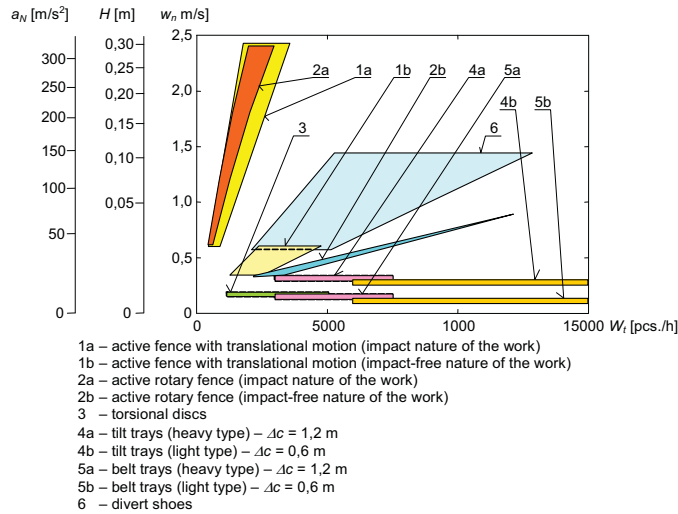 aN [m/s2] H [m] wn m/s]
300 0,30 2,5
250 0,25
200 0,20 2,0
0,15
150 0,10 1,5
100 0,05 1,0
50 0,5
0 0 0
2a 1a 1b 2b 4a 5a
3 6 4b 5b
0 5000 1000 15000 Wt [pcs./h]
1a – active fence with translational motion (impact nature of the work)
1b – active fence with translational motion (impact-free nature of the work)
2a – active rotary fence (impact nature of the work)
2b – active rotary fence (impact-free nature of the work)
3 – torsional discs
4a – tilt trays (heavy type) – Δc = 1,2 m
4b – tilt trays (light type) – Δc = 0,6 m
5a – belt trays (heavy type) – Δc = 1,2 m
5b – belt trays (light type) – Δc = 0,6 m
6 – divert shoes